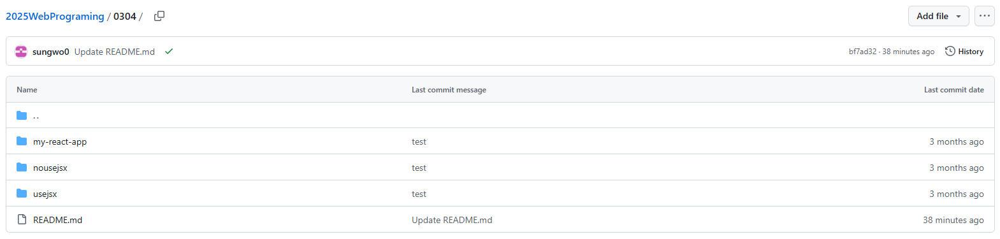 2025WebPrograming / 0304 /
Add file
sungwo0 Update README.md
bf7ad32 · 38 minutes ago History
Name Last commit message Last commit date
..
my-react-app test 3 months ago
nousejsx test 3 months ago
usejsx test 3 months ago
README.md Update README.md 38 minutes ago